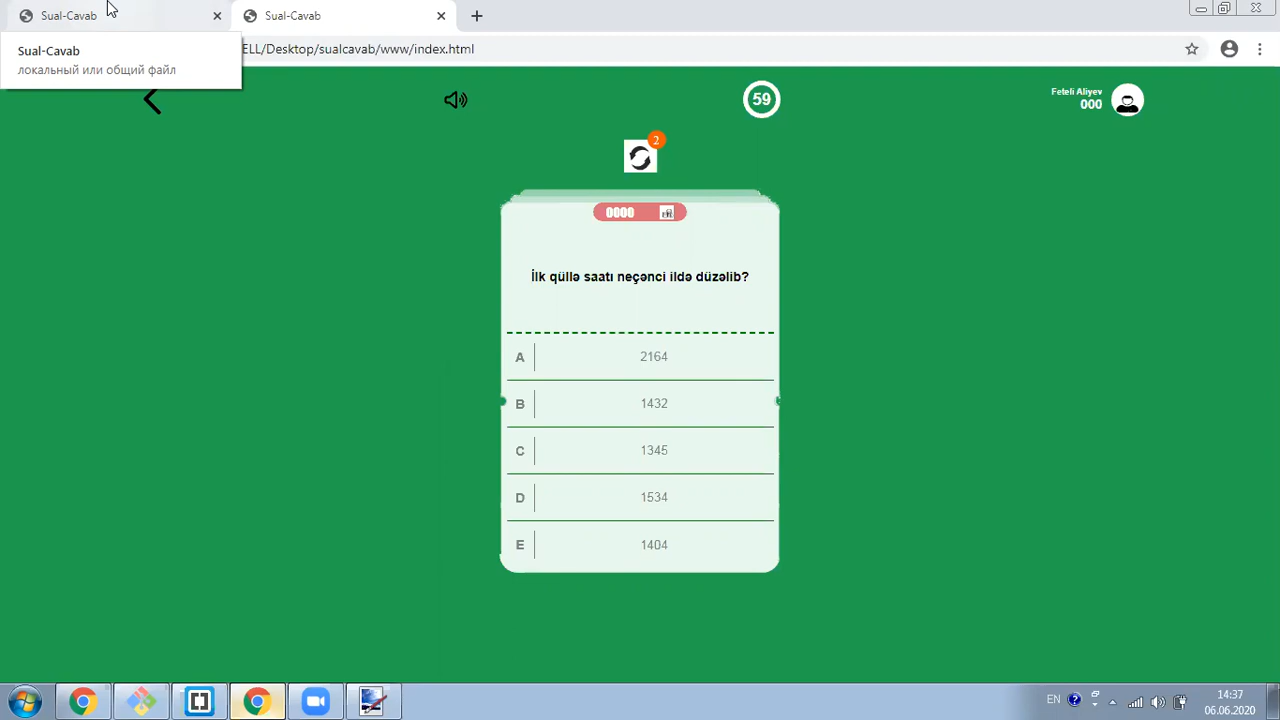 Sual-Cavab
Sual-Cavab
Sual-Cavab
локальный или общий файл
ELL/Desktop/sualcavab/www/index.html
59
Feteli Aliyev
000
2
0000
İlk qüllə saatı neçənci ildə düzəlib?
A 2164
B 1432
C 1345
D 1534
E 1404
EN
14:37
06.06.2020